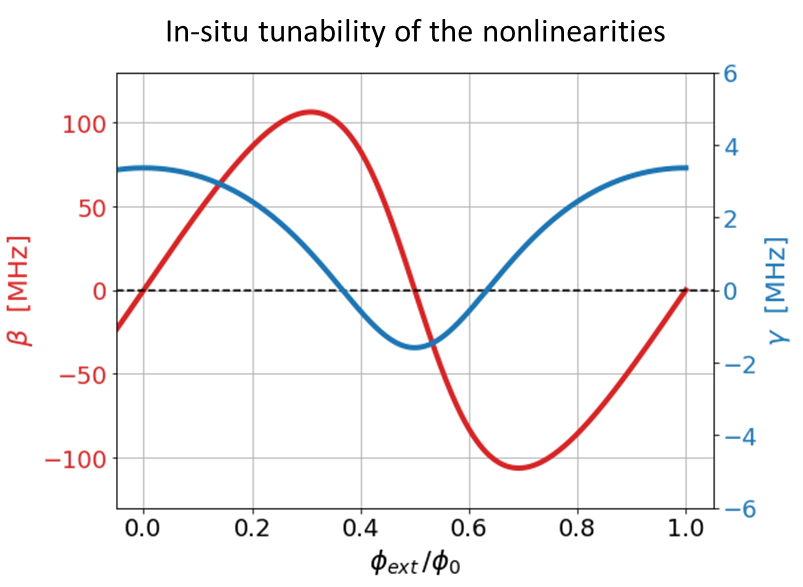 In-situ tunability of the nonlinearities
100
50
0
−50
−100
β [MHz]
6
4
2
0
−2
−4
−6
γ [MHz]
0.0 0.2 0.4 0.6 0.8 1.0
ϕext/ϕ0